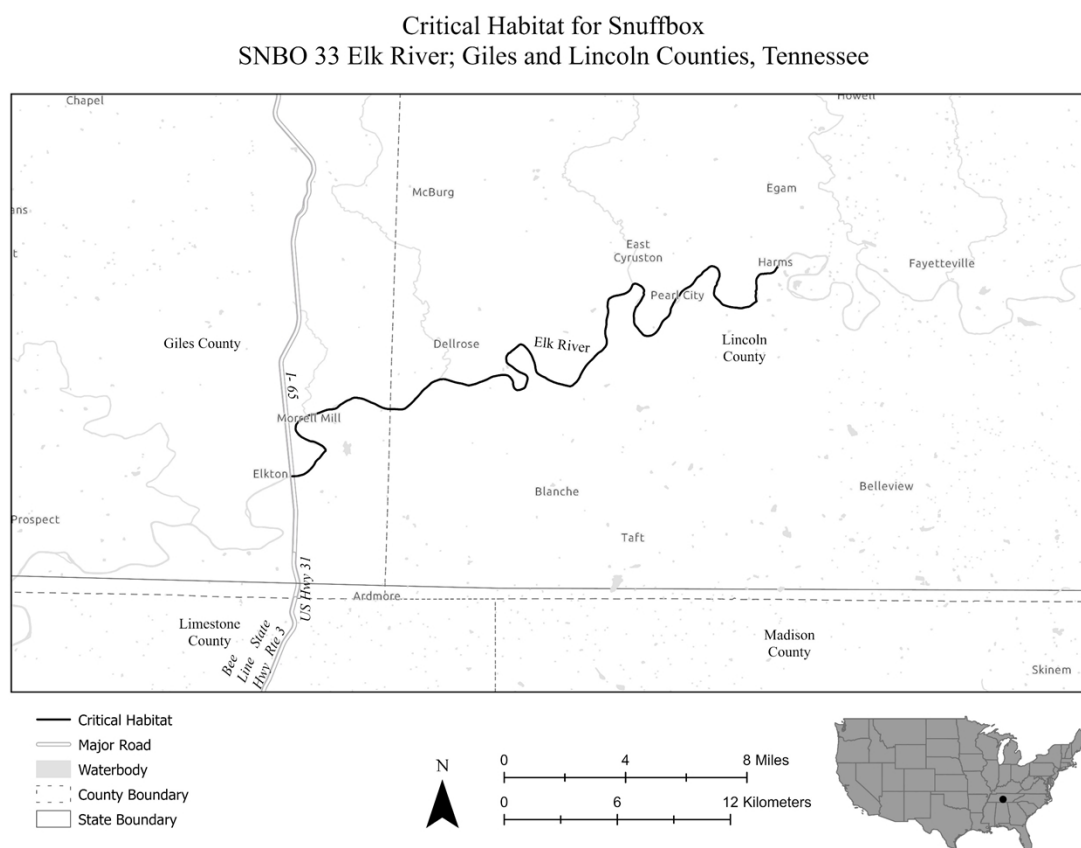 Critical Habitat for Snuffbox
SNBO 33 Elk River; Giles and Lincoln Counties, Tennessee
Chapel
Howell
McBurg
Egam
ans
East
Cyruston
t
Harms
Fayetteville
Pearl City
Giles County
Dellrose
Elk River
Lincoln
County
I-65
Morrell Mill
Elkton
Blanche
Belleview
Prospect
Taft
US Hwy 31
Ardmore
Limestone
County
Bee
Line State
Hwy Rte 3
Madison
County
Skinem
Critical Habitat
Major Road
Waterbody
County Boundary
State Boundary
N
0 4 8 Miles
0 6 12 Kilometers